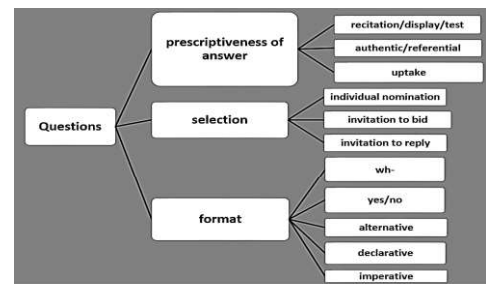 Questions
prescriptiveness of
answer
recitation/display/test
authentic/referential
uptake
selection
individual nomination
invitation to bid
invitation to reply
format
wh-
yes/no
alternative
declarative
imperative